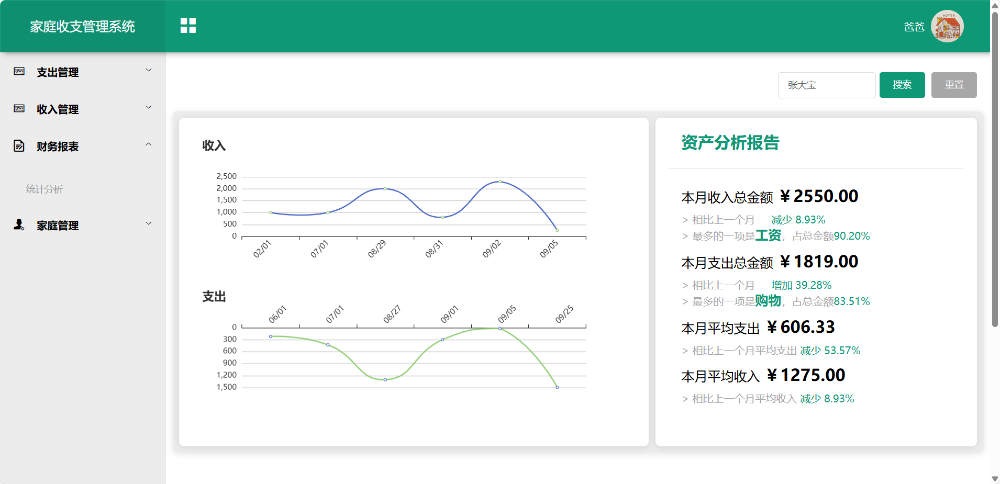 家庭收支管理系统
爸爸
HOME
支出管理
收入管理
财务报表
统计分析
家庭管理
张大宝
搜索
重置
收入
2,500
2,000
1,500
1,000
500
0
02/01 07/01 08/29 08/31 09/02 09/05
支出
06/01 07/01 08/27 09/01 09/05 09/25
0
300
600
900
1,200
1,500
资产分析报告
本月收入总金额 ¥ 2550.00
> 相比上一个月 减少 8.93%
> 最多的一项是工资，占总金额90.20%
本月支出总金额 ¥ 1819.00
> 相比上一个月 增加 39.28%
> 最多的一项是购物，占总金额83.51%
本月平均支出 ¥ 606.33
> 相比上一个月平均支出 减少 53.57%
本月平均收入 ¥ 1275.00
> 相比上一个月平均收入 减少 8.93%